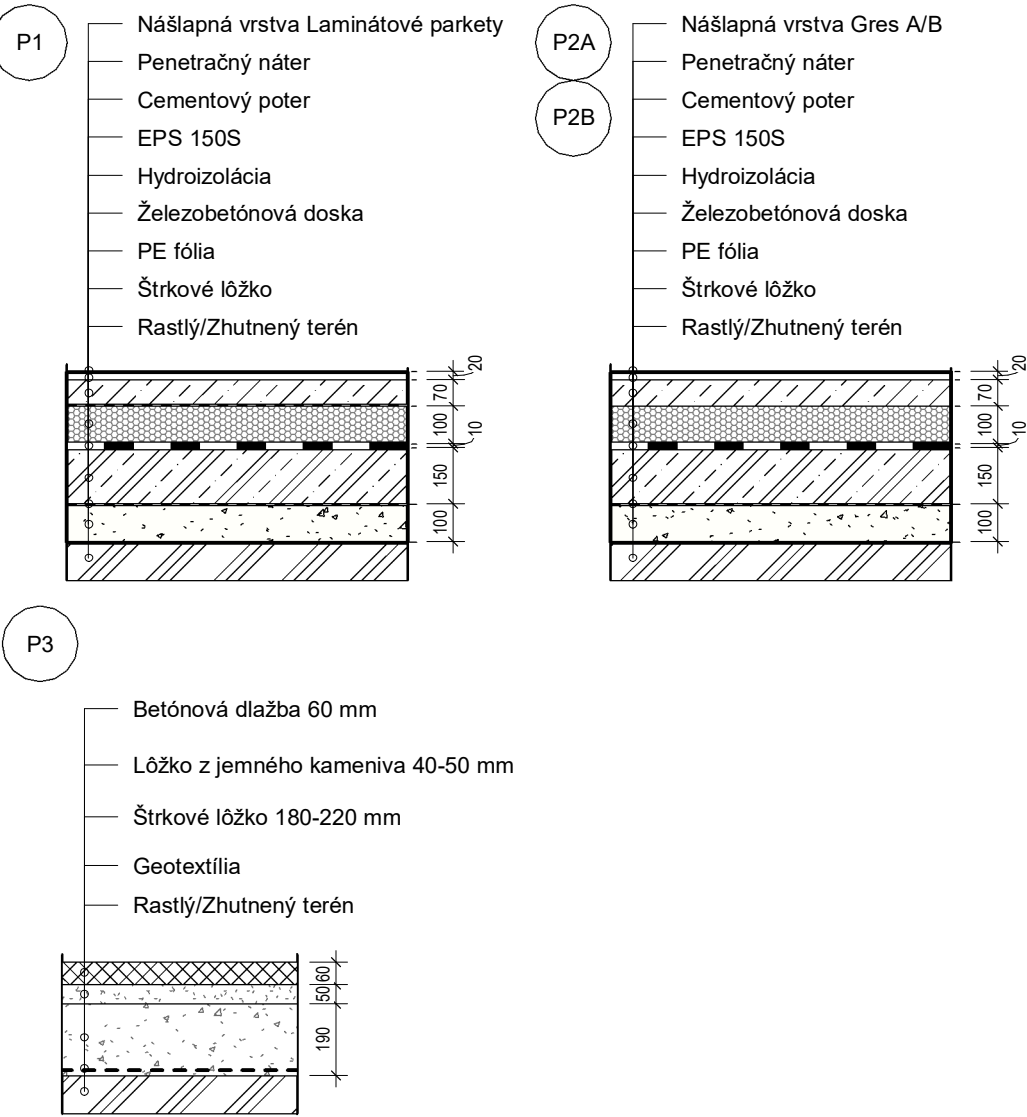 P1
Nášlapná vrstva Laminátové parkety
Penetračný náter
Cementový poter
EPS 150S
Hydroizolácia
Železobetónová doska
PE fólia
Štrkové lôžko
Rastlý/Zhutnený terén
20
70
100
10
150
100
P2A
P2B
Nášlapná vrstva Gres A/B
Penetračný náter
Cementový poter
EPS 150S
Hydroizolácia
Železobetónová doska
PE fólia
Štrkové lôžko
Rastlý/Zhutnený terén
20
70
100
10
150
100
P3
Betónová dlažba 60 mm
Lôžko z jemného kameniva 40-50 mm
Štrkové lôžko 180-220 mm
Geotextília
Rastlý/Zhutnený terén
60
50
190